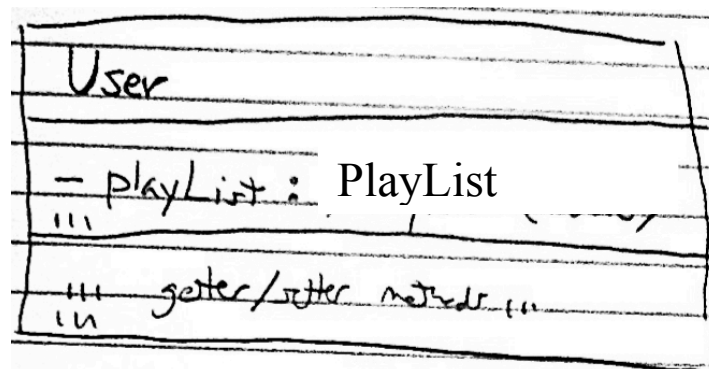 User
- playList : PlayList
...
... getter/setter methods ...
...